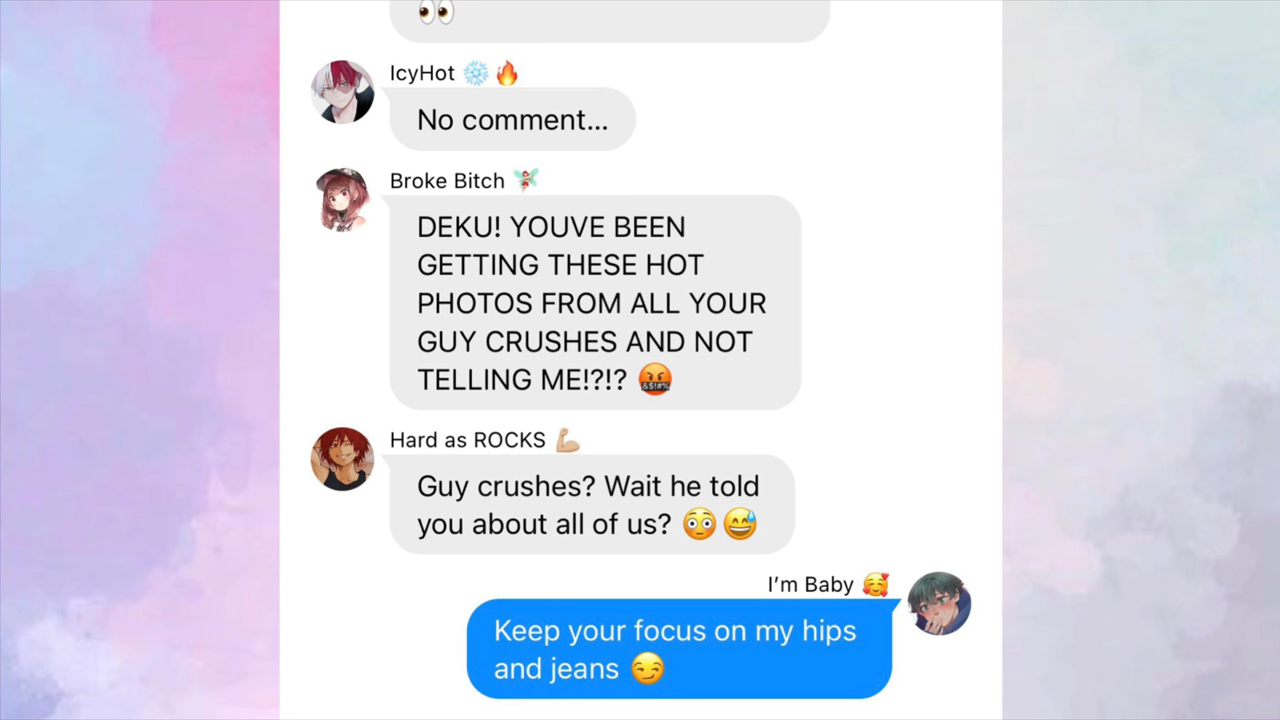 👀
IcyHot ❄️🔥
No comment...
Broke Bitch 🧚
DEKU! YOUVE BEEN
GETTING THESE HOT
PHOTOS FROM ALL YOUR
GUY CRUSHES AND NOT
TELLING ME!?!? 🤬
Hard as ROCKS 💪🏼
Guy crushes? Wait he told
you about all of us? 😳😅
I’m Baby 🥰
Keep your focus on my hips
and jeans 😏